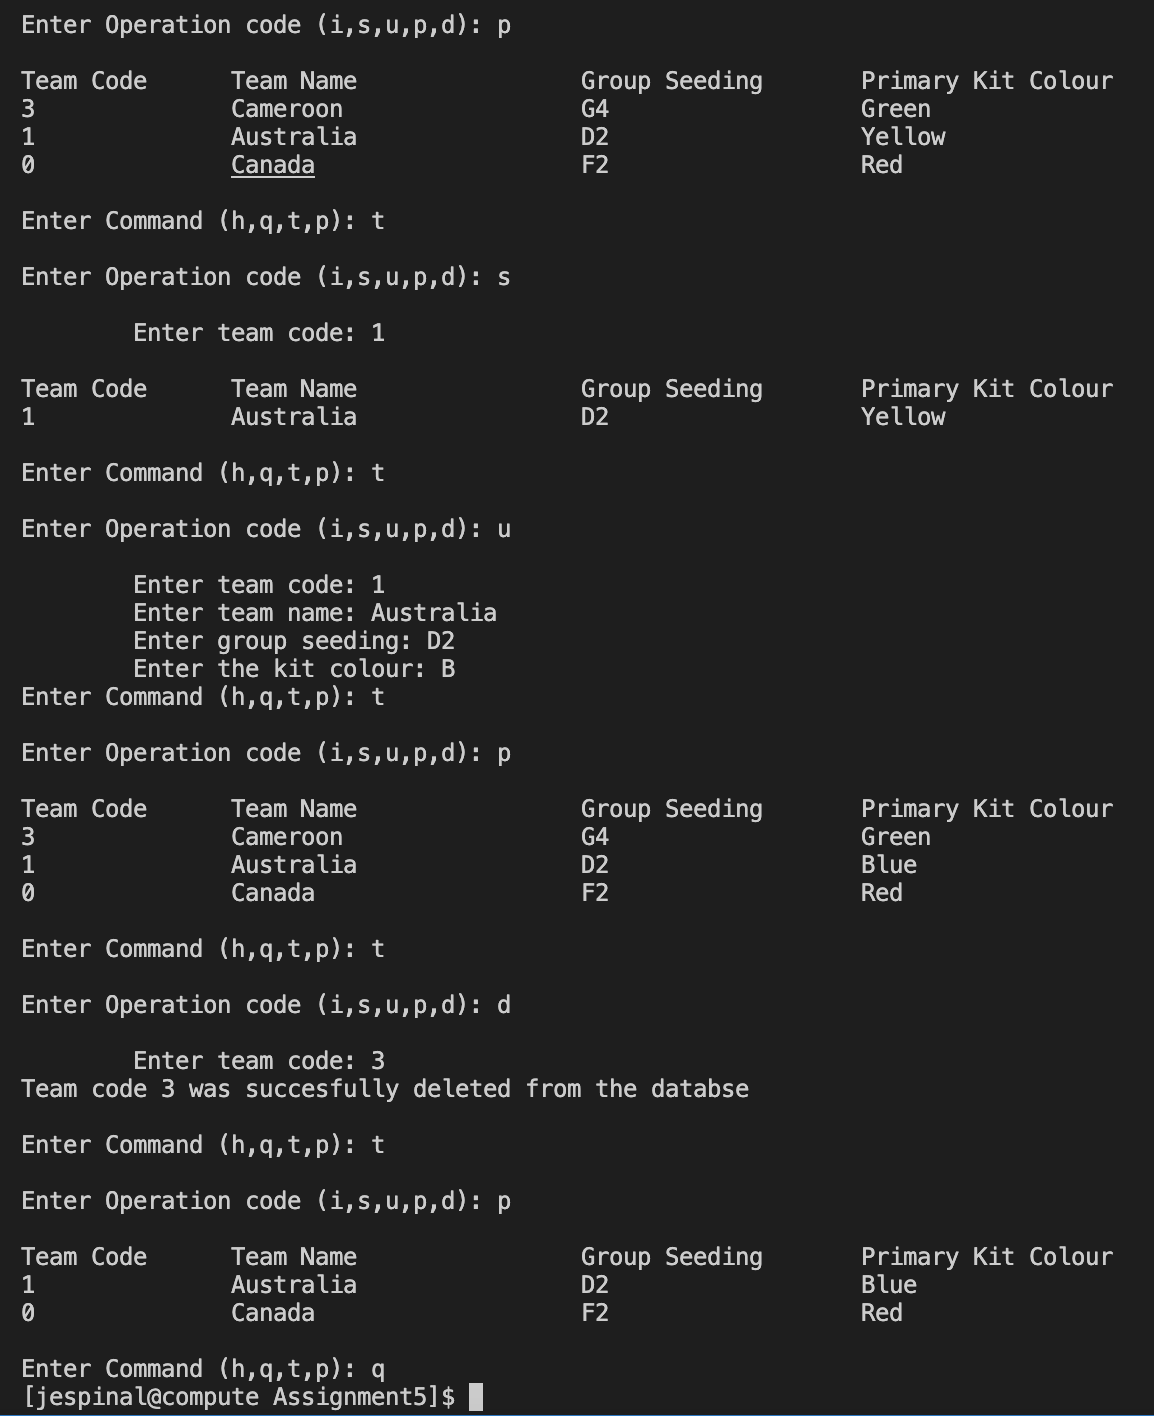 Enter Operation code (i,s,u,p,d): p
Team Code Team Name Group Seeding Primary Kit Colour
3 Cameroon G4 Green
1 Australia D2 Yellow
0 Canada F2 Red
Enter Command (h,q,t,p): t
Enter Operation code (i,s,u,p,d): s
Enter team code: 1
Team Code Team Name Group Seeding Primary Kit Colour
1 Australia D2 Yellow
Enter Command (h,q,t,p): t
Enter Operation code (i,s,u,p,d): u
Enter team code: 1
Enter team name: Australia
Enter group seeding: D2
Enter the kit colour: B
Enter Command (h,q,t,p): t
Enter Operation code (i,s,u,p,d): p
Team Code Team Name Group Seeding Primary Kit Colour
3 Cameroon G4 Green
1 Australia D2 Blue
0 Canada F2 Red
Enter Command (h,q,t,p): t
Enter Operation code (i,s,u,p,d): d
Enter team code: 3
Team code 3 was succesfully deleted from the databse
Enter Command (h,q,t,p): t
Enter Operation code (i,s,u,p,d): p
Team Code Team Name Group Seeding Primary Kit Colour
1 Australia D2 Blue
0 Canada F2 Red
Enter Command (h,q,t,p): q
[jespinal@compute Assignment5]$